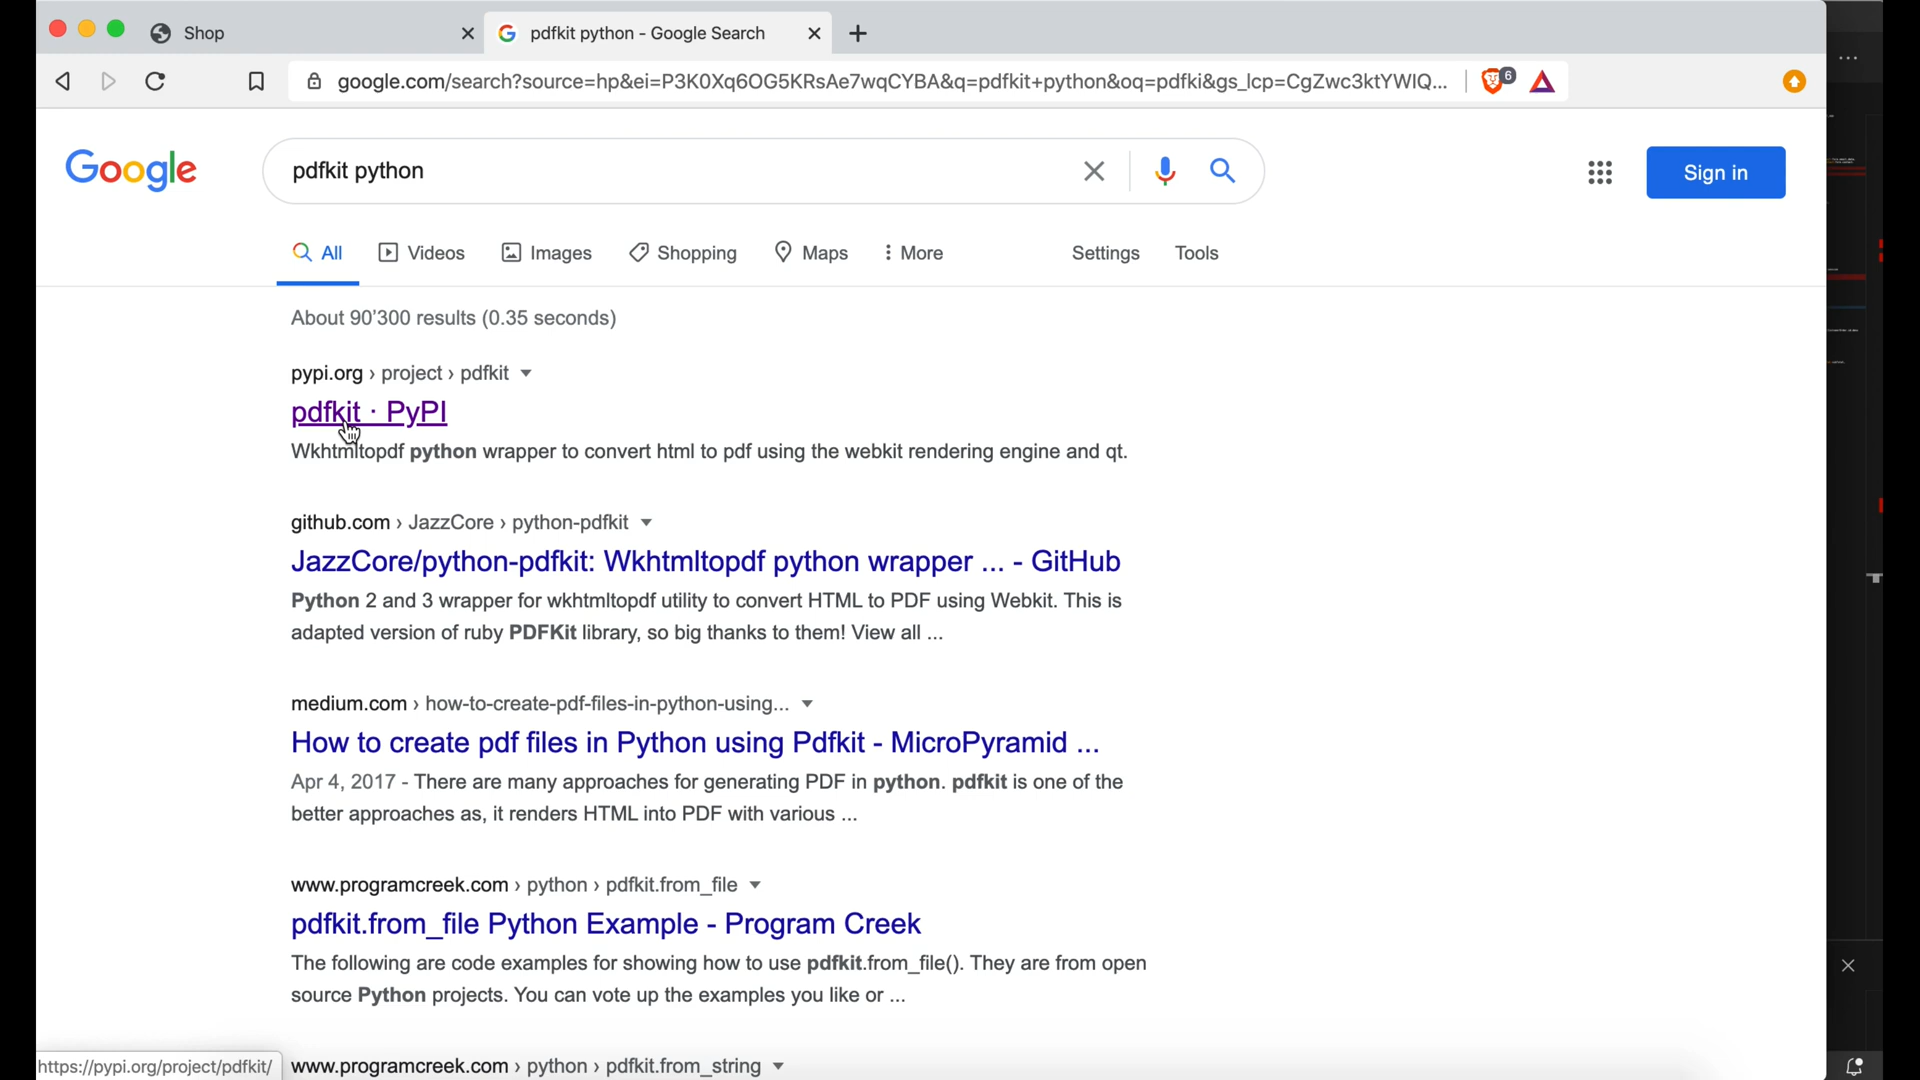 Shop
pdfkit python - Google Search
google.com/search?source=hp&ei=P3K0Xq6OG5KRsAe7wqCYBA&q=pdfkit+python&oq=pdfki&gs_lcp=CgZwc3ktYWIQ...
6
Google
pdfkit python
Sign in
All
Videos
Images
Shopping
Maps
More
Settings
Tools
About 90'300 results (0.35 seconds)
pypi.org › project › pdfkit
pdfkit · PyPI
Wkhtmltopdf python wrapper to convert html to pdf using the webkit rendering engine and qt.
github.com › JazzCore › python-pdfkit
JazzCore/python-pdfkit: Wkhtmltopdf python wrapper ... - GitHub
Python 2 and 3 wrapper for wkhtmltopdf utility to convert HTML to PDF using Webkit. This is
adapted version of ruby PDFKit library, so big thanks to them! View all ...
medium.com › how-to-create-pdf-files-in-python-using...
How to create pdf files in Python using Pdfkit - MicroPyramid ...
Apr 4, 2017 - There are many approaches for generating PDF in python. pdfkit is one of the
better approaches as, it renders HTML into PDF with various ...
www.programcreek.com › python › pdfkit.from_file
pdfkit.from_file Python Example - Program Creek
The following are code examples for showing how to use pdfkit.from_file(). They are from open
source Python projects. You can vote up the examples you like or ...
www.programcreek.com › python › pdfkit.from_string
https://pypi.org/project/pdfkit/